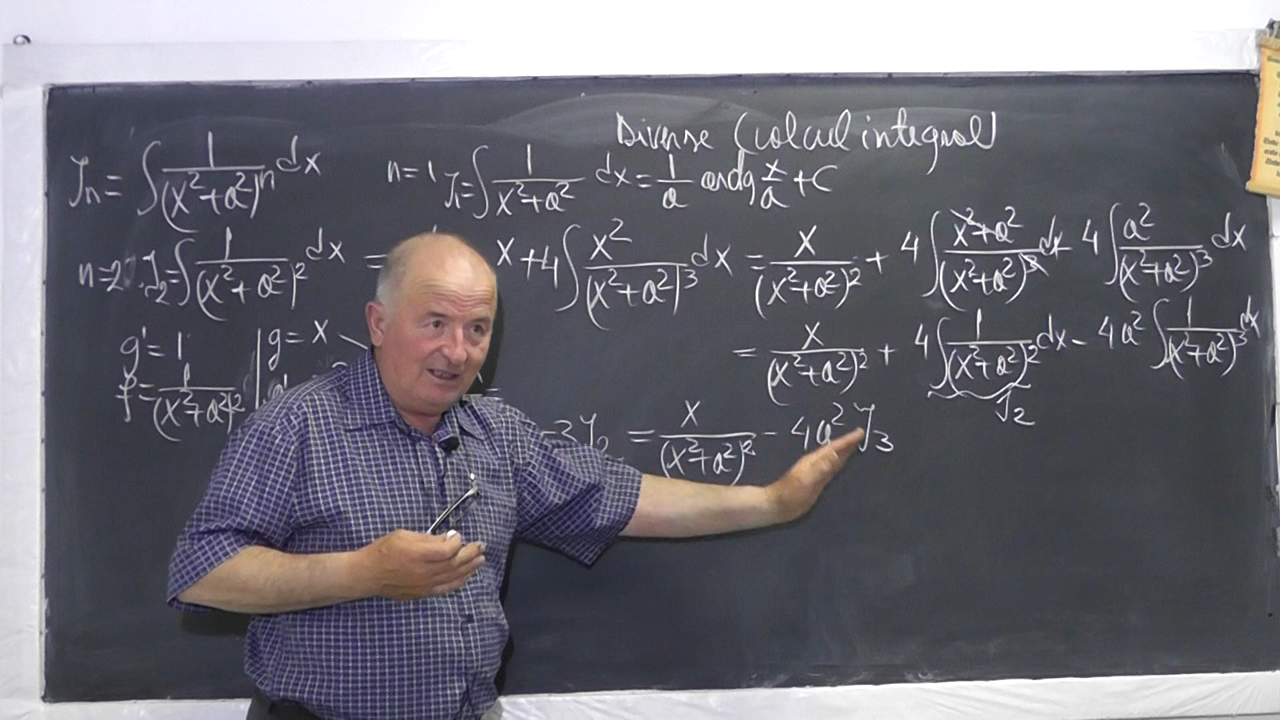 Diverse (Calcul integral)
Jn = ∫ 1/(x²+a²)ⁿ dx    n=1 J1 = ∫ 1/(x²+a²) dx = 1/a arctg x/a + C
n=2. J2 = ∫ 1/(x²+a²)² dx = x + 4∫ x²/(x²+a²)³ dx = x/(x²+a²)² + 4∫ (x²+a²)/(x²+a²)³ dx - 4∫ a²/(x²+a²)³ dx
g' = 1 | g = x    = x/(x²+a²)² + 4∫ 1/(x²+a²)² dx - 4a² ∫ 1/(x²+a²)³ dx
f = 1/(x²+a²)²    J2
-3J2 = x/(x²+a²)² - 4a² J3